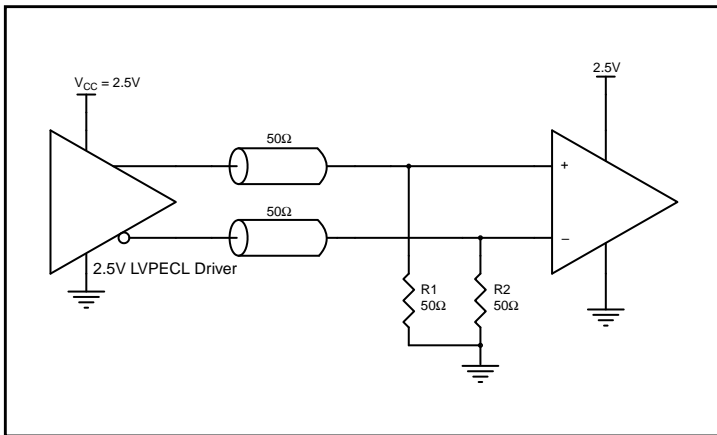 V_CC = 2.5V
2.5V
50Ω
50Ω
+
−
2.5V LVPECL Driver
R1
50Ω
R2
50Ω